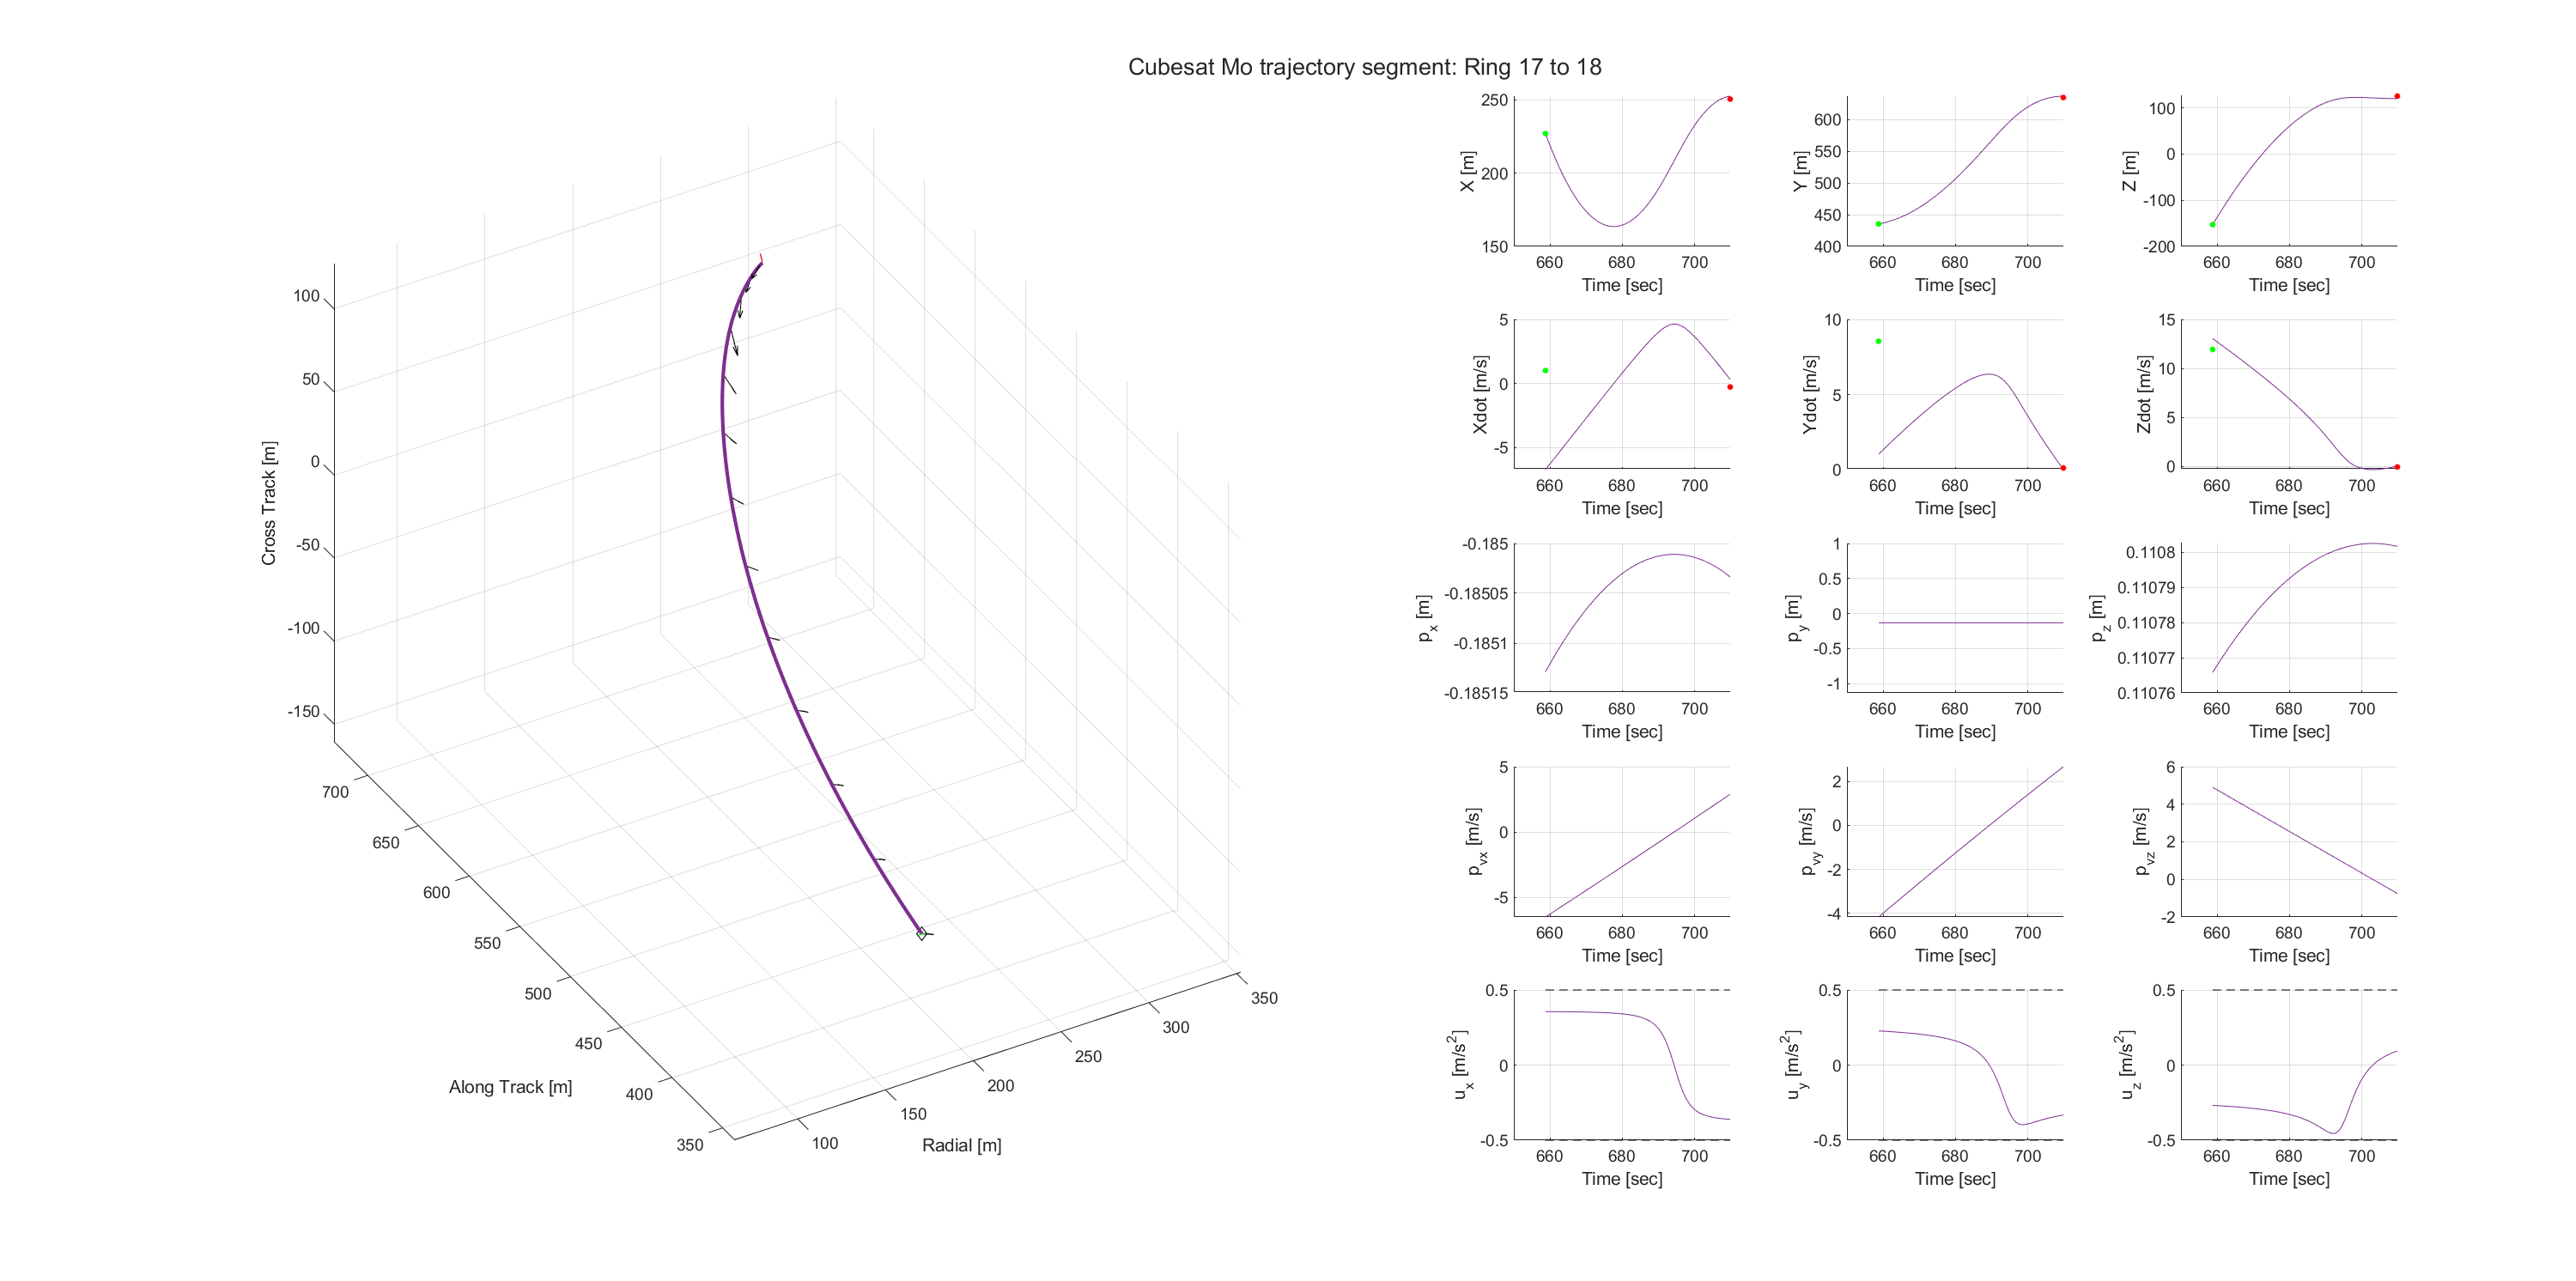 Cubesat Mo trajectory segment: Ring 17 to 18
100
50
0
-50
-100
-150
Cross Track [m]
700
650
600
550
500
450
400
350
Along Track [m]
100
150
200
250
300
350
Radial [m]
250
200
150
X [m]
660 680 700
Time [sec]
600
550
500
450
400
Y [m]
660 680 700
Time [sec]
100
0
-100
-200
Z [m]
660 680 700
Time [sec]
5
0
-5
Xdot [m/s]
660 680 700
Time [sec]
10
5
0
Ydot [m/s]
660 680 700
Time [sec]
15
10
5
0
Zdot [m/s]
660 680 700
Time [sec]
-0.185
-0.18505
-0.1851
-0.18515
p_x [m]
660 680 700
Time [sec]
1
0.5
0
-0.5
-1
p_y [m]
660 680 700
Time [sec]
0.1108
0.11079
0.11078
0.11077
0.11076
p_z [m]
660 680 700
Time [sec]
5
0
-5
p_vx [m/s]
660 680 700
Time [sec]
2
0
-2
-4
p_vy [m/s]
660 680 700
Time [sec]
6
4
2
0
-2
p_vz [m/s]
660 680 700
Time [sec]
0.5
0
-0.5
u_x [m/s²]
660 680 700
Time [sec]
0.5
0
-0.5
u_y [m/s²]
660 680 700
Time [sec]
0.5
0
-0.5
u_z [m/s²]
660 680 700
Time [sec]